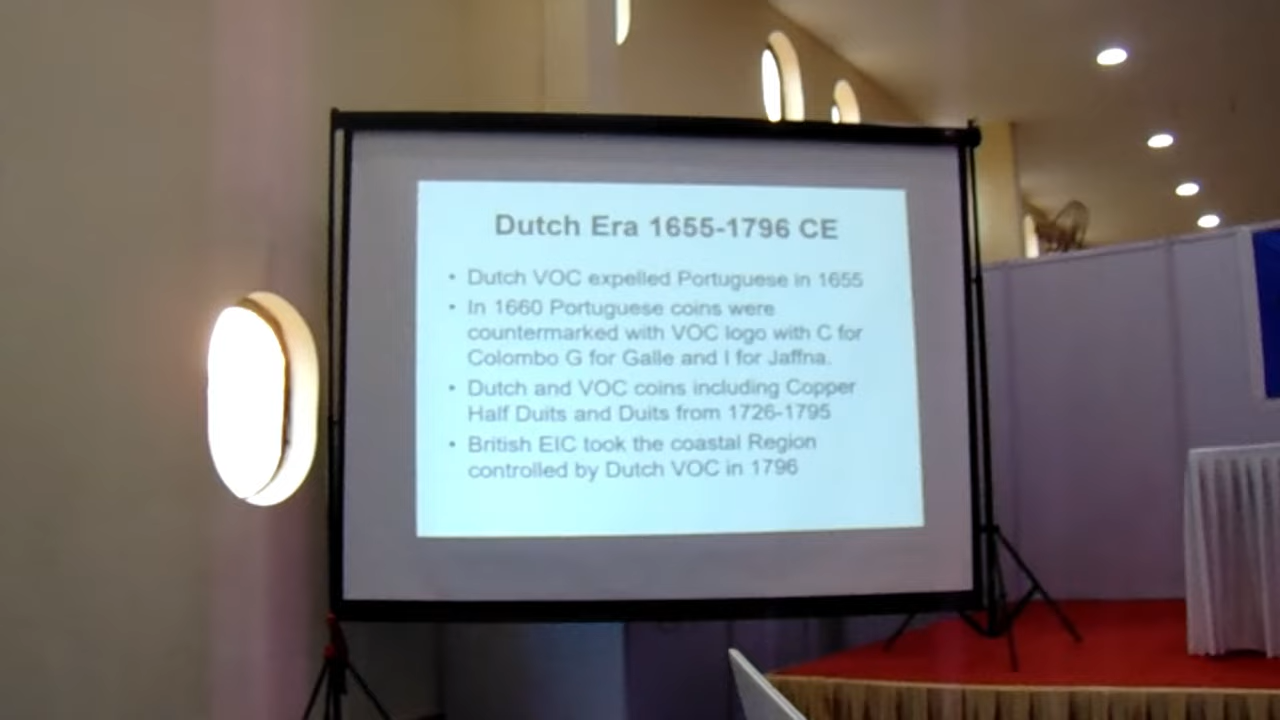 Dutch Era 1655-1796 CE
• Dutch VOC expelled Portuguese in 1655
• In 1660 Portuguese coins were
countermarked with VOC logo with C for
Colombo G for Galle and I for Jaffna.
• Dutch and VOC coins including Copper
Half Duits and Duits from 1726-1795
• British EIC took the coastal Region
controlled by Dutch VOC in 1796